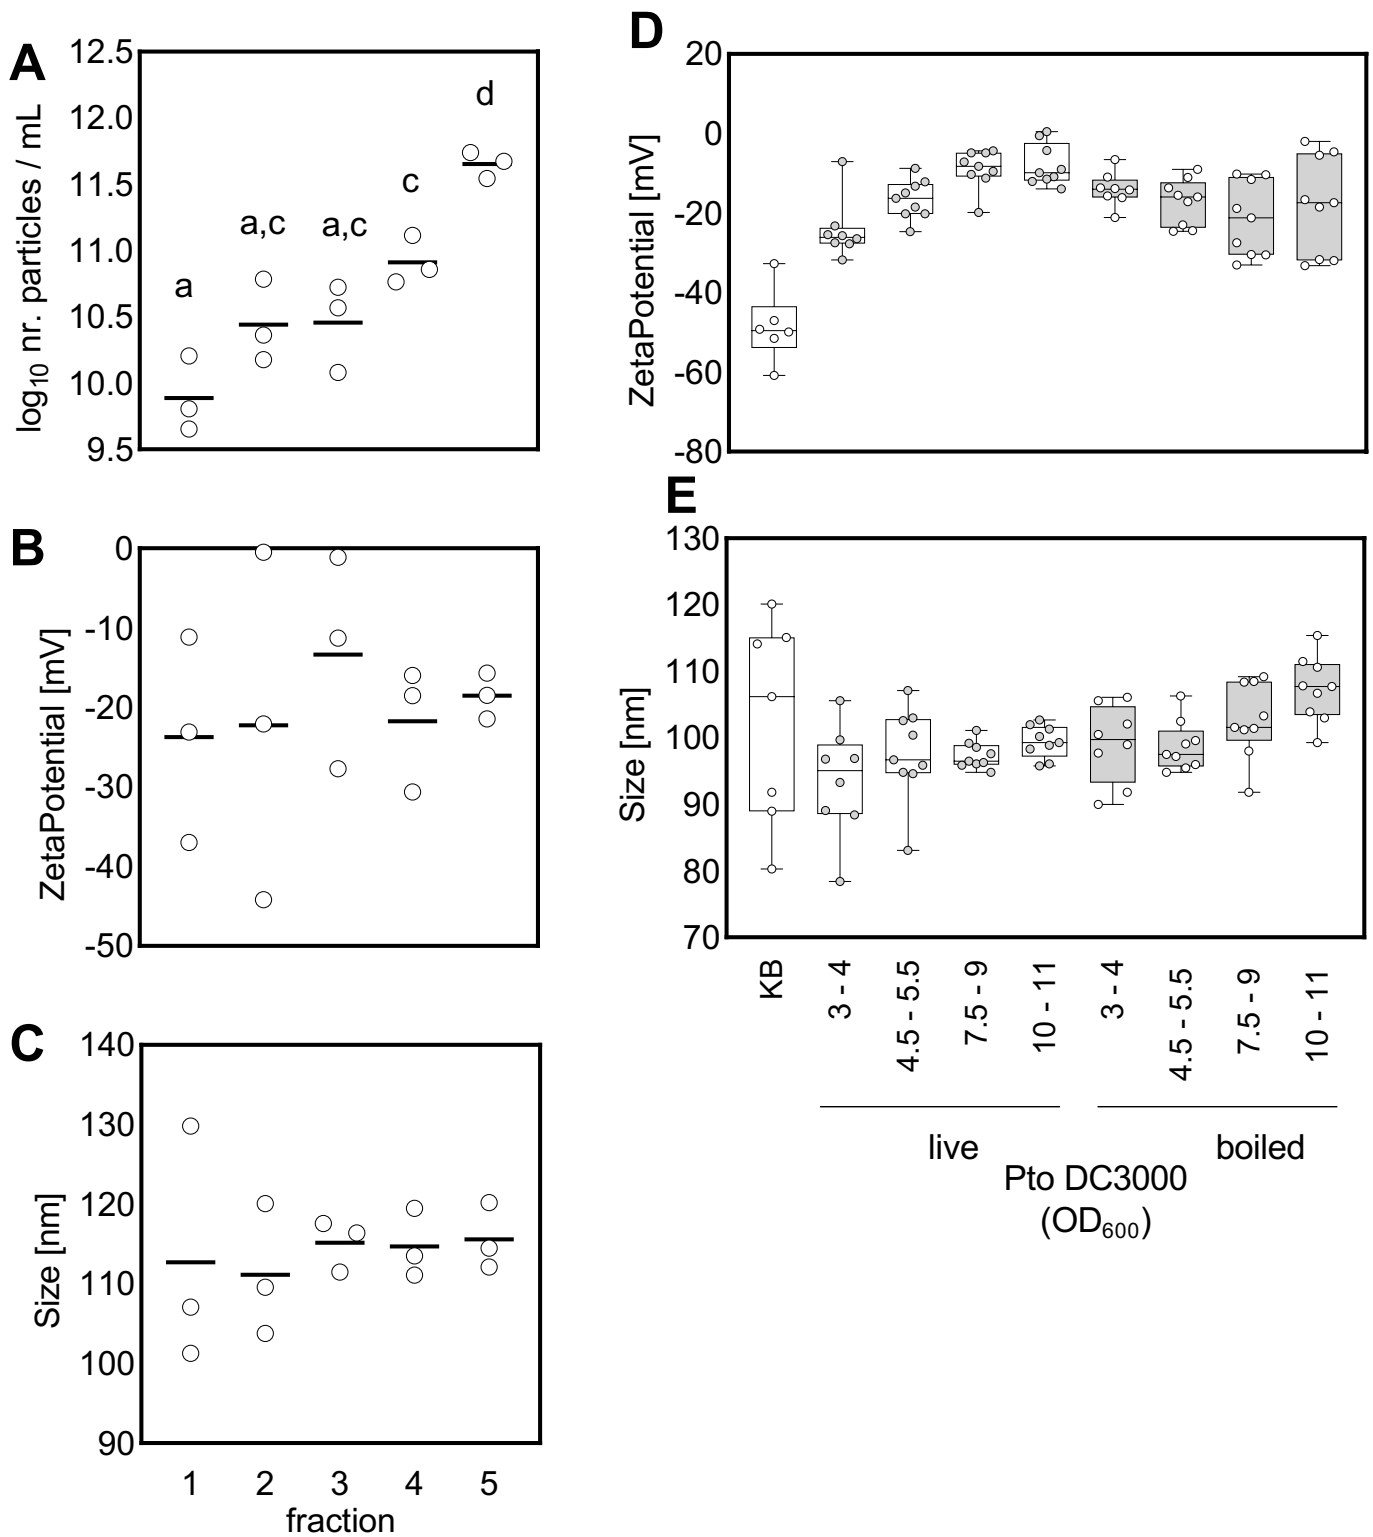 A
12.5
12.0
11.5
11.0
10.5
10.0
9.5
log10 nr. particles / mL
a
a,c
a,c
c
d
B
0
-10
-20
-30
-40
-50
ZetaPotential [mV]
C
140
130
120
110
100
90
Size [nm]
1 2 3 4 5
fraction
D
20
0
-20
-40
-60
-80
ZetaPotential [mV]
E
130
120
110
100
90
80
70
Size [nm]
KB
3 - 4
4.5 - 5.5
7.5 - 9
10 - 11
3 - 4
4.5 - 5.5
7.5 - 9
10 - 11
live boiled
Pto DC3000
(OD600)